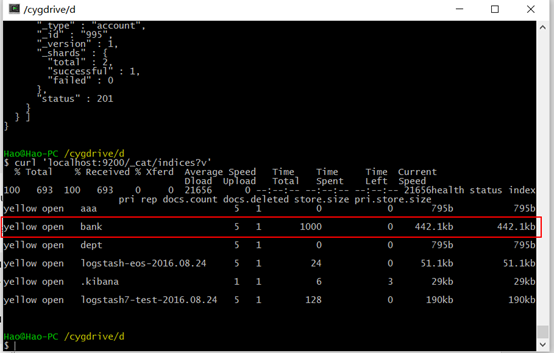 /cygdrive/d
"_type" : "account",
"_id" : "995",
"_version" : 1,
"_shards" : {
"total" : 2,
"successful" : 1,
"failed" : 0
},
"status" : 201
}
} ]
}
Hao@Hao-PC /cygdrive/d
$ curl 'localhost:9200/_cat/indices?v'
% Total % Received % Xferd Average Speed Time Time Time Current
Dload Upload Total Spent Left Speed
100 693 100 693 0 0 21656 0 --:--:-- --:--:-- --:--:-- 21656health status index
pri rep docs.count docs.deleted store.size pri.store.size
yellow open aaa 5 1 0 0 795b 795b
yellow open bank 5 1 1000 0 442.1kb 442.1kb
yellow open dept 5 1 0 0 795b 795b
yellow open logstash-eos-2016.08.24 5 1 24 0 51.1kb 51.1kb
yellow open .kibana 1 1 6 3 29kb 29kb
yellow open logstash7-test-2016.08.24 5 1 128 0 190kb 190kb
Hao@Hao-PC /cygdrive/d
$